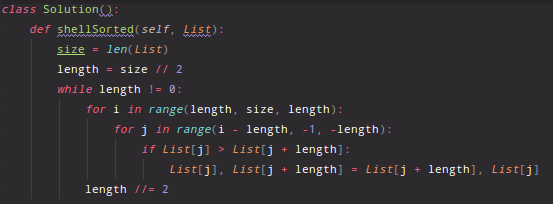 class Solution():
    def shellSorted(self, List):
        size = len(List)
        length = size // 2
        while length != 0:
            for i in range(length, size, length):
                for j in range(i - length, -1, -length):
                    if List[j] > List[j + length]:
                        List[j], List[j + length] = List[j + length], List[j]
            length //= 2